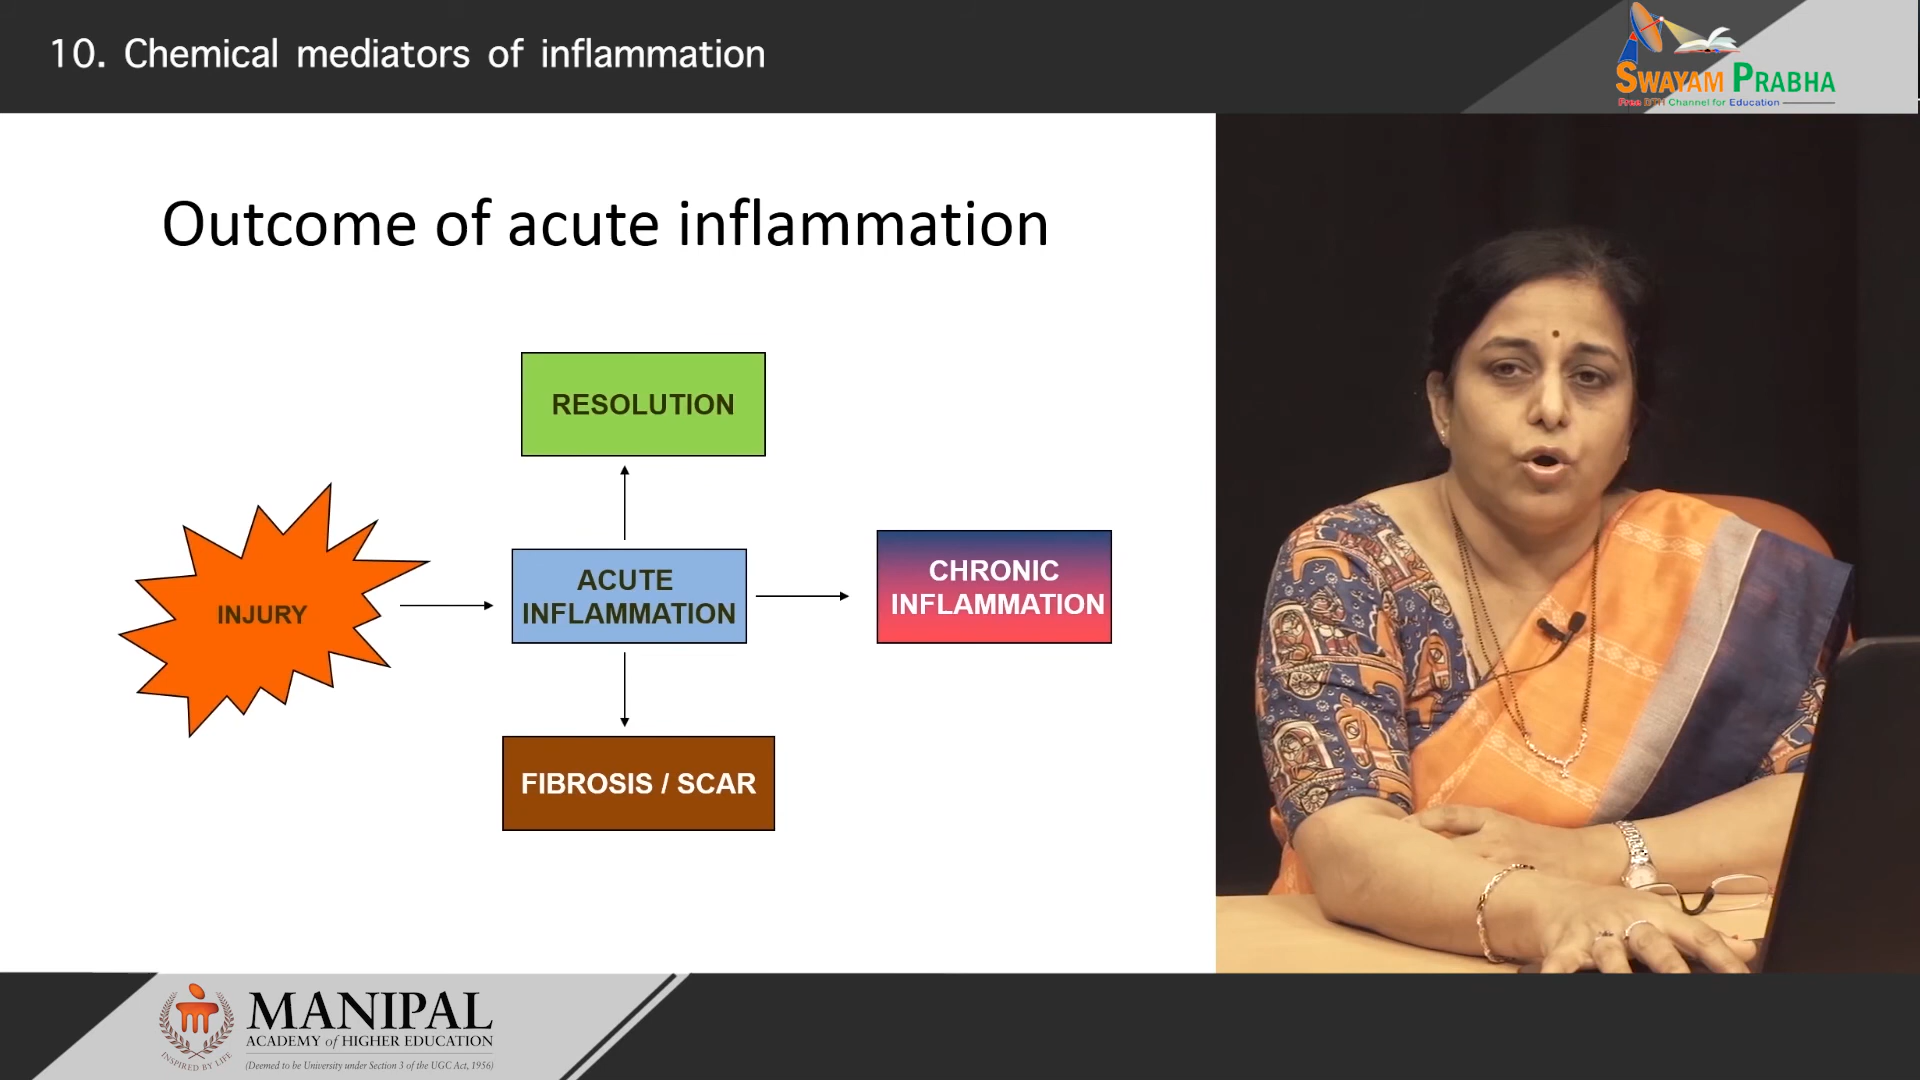 10. Chemical mediators of inflammation
SWAYAM PRABHA
Free DTH Channel for Education
Outcome of acute inflammation
RESOLUTION
INJURY
ACUTE
INFLAMMATION
CHRONIC
INFLAMMATION
FIBROSIS / SCAR
INSPIRED BY LIFE
MANIPAL
ACADEMY of HIGHER EDUCATION
(Deemed to be University under Section 3 of the UGC Act, 1956)